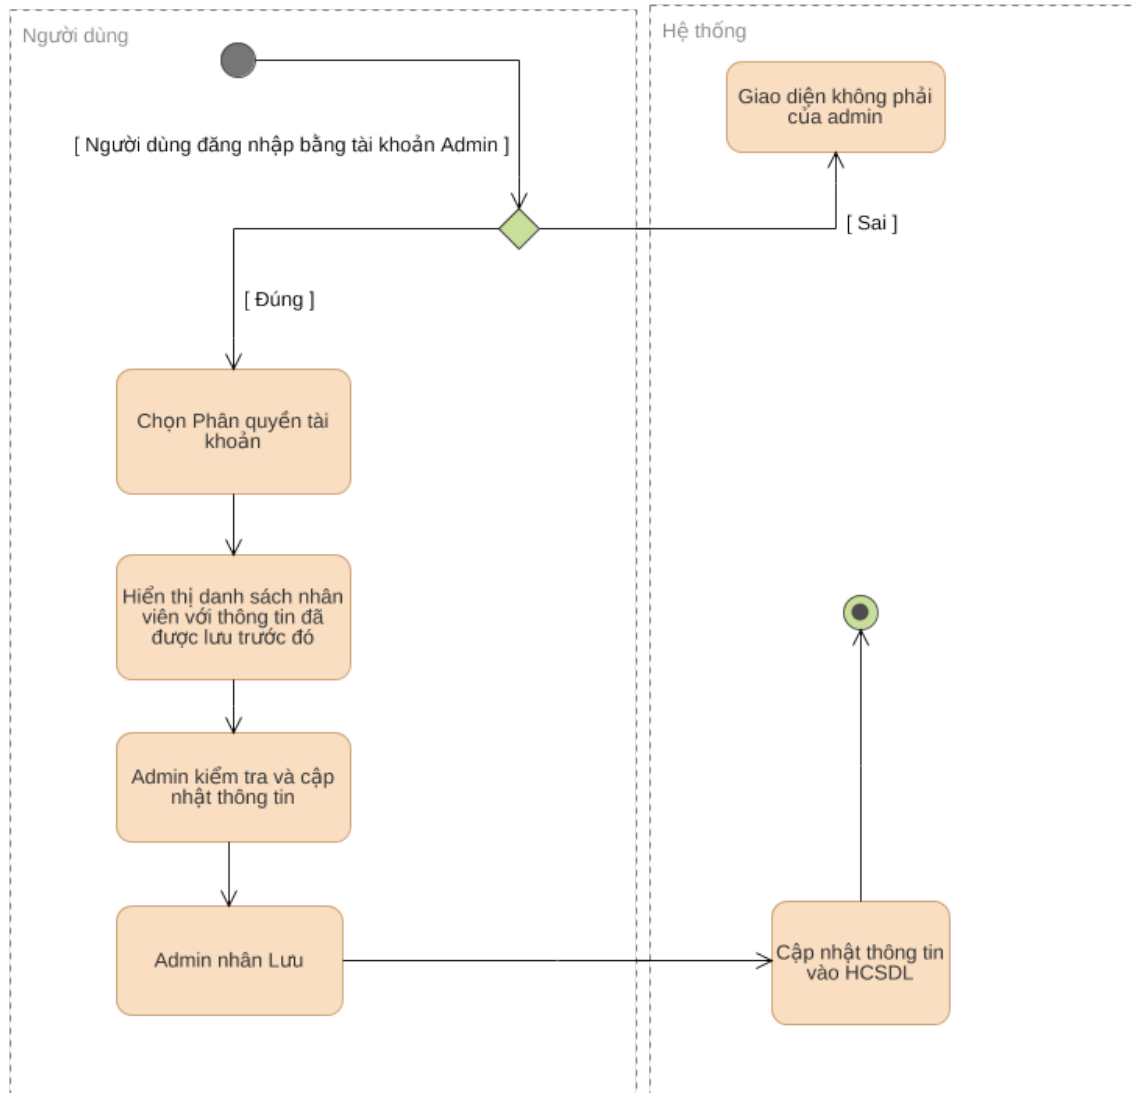 Người dùng
Hệ thống
Giao diện không phải
của admin
[ Người dùng đăng nhập bằng tài khoản Admin ]
[ Sai ]
[ Đúng ]
Chọn Phân quyền tài
khoản
Hiển thị danh sách nhân
viên với thông tin đã
được lưu trước đó
Admin kiểm tra và cập
nhật thông tin
Admin nhân Lưu
Cập nhật thông tin
vào HCSDL